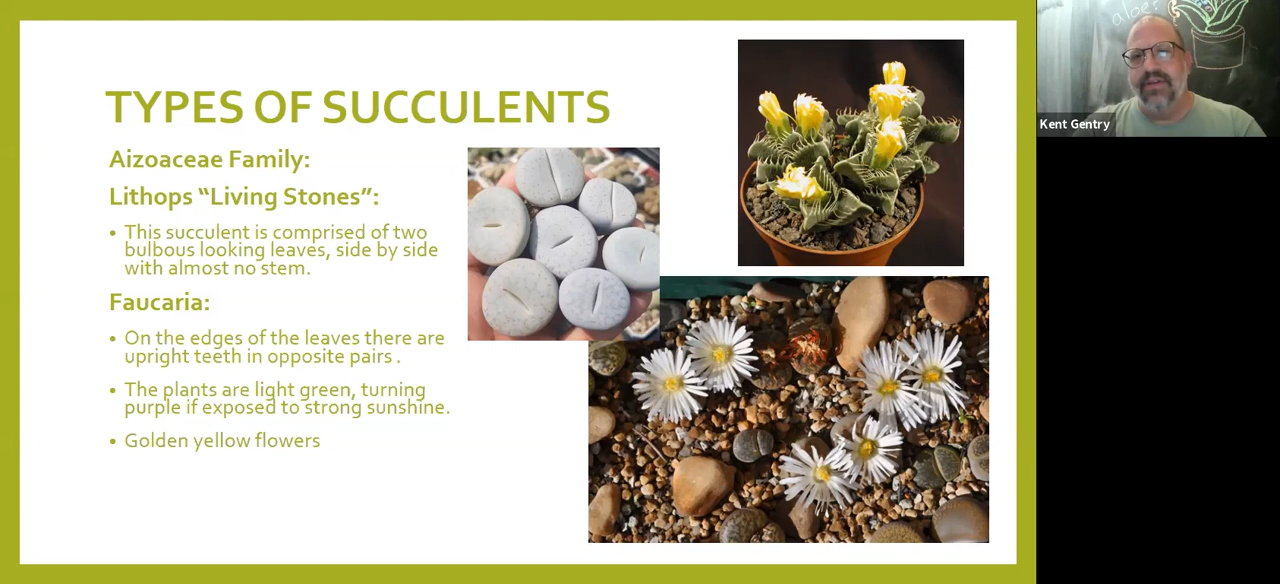 TYPES OF SUCCULENTS
Aizoaceae Family:
Lithops “Living Stones”:
• This succulent is comprised of two
bulbous looking leaves, side by side
with almost no stem.
Faucaria:
• On the edges of the leaves there are
upright teeth in opposite pairs .
• The plants are light green, turning
purple if exposed to strong sunshine.
• Golden yellow flowers
aloe?
Kent Gentry